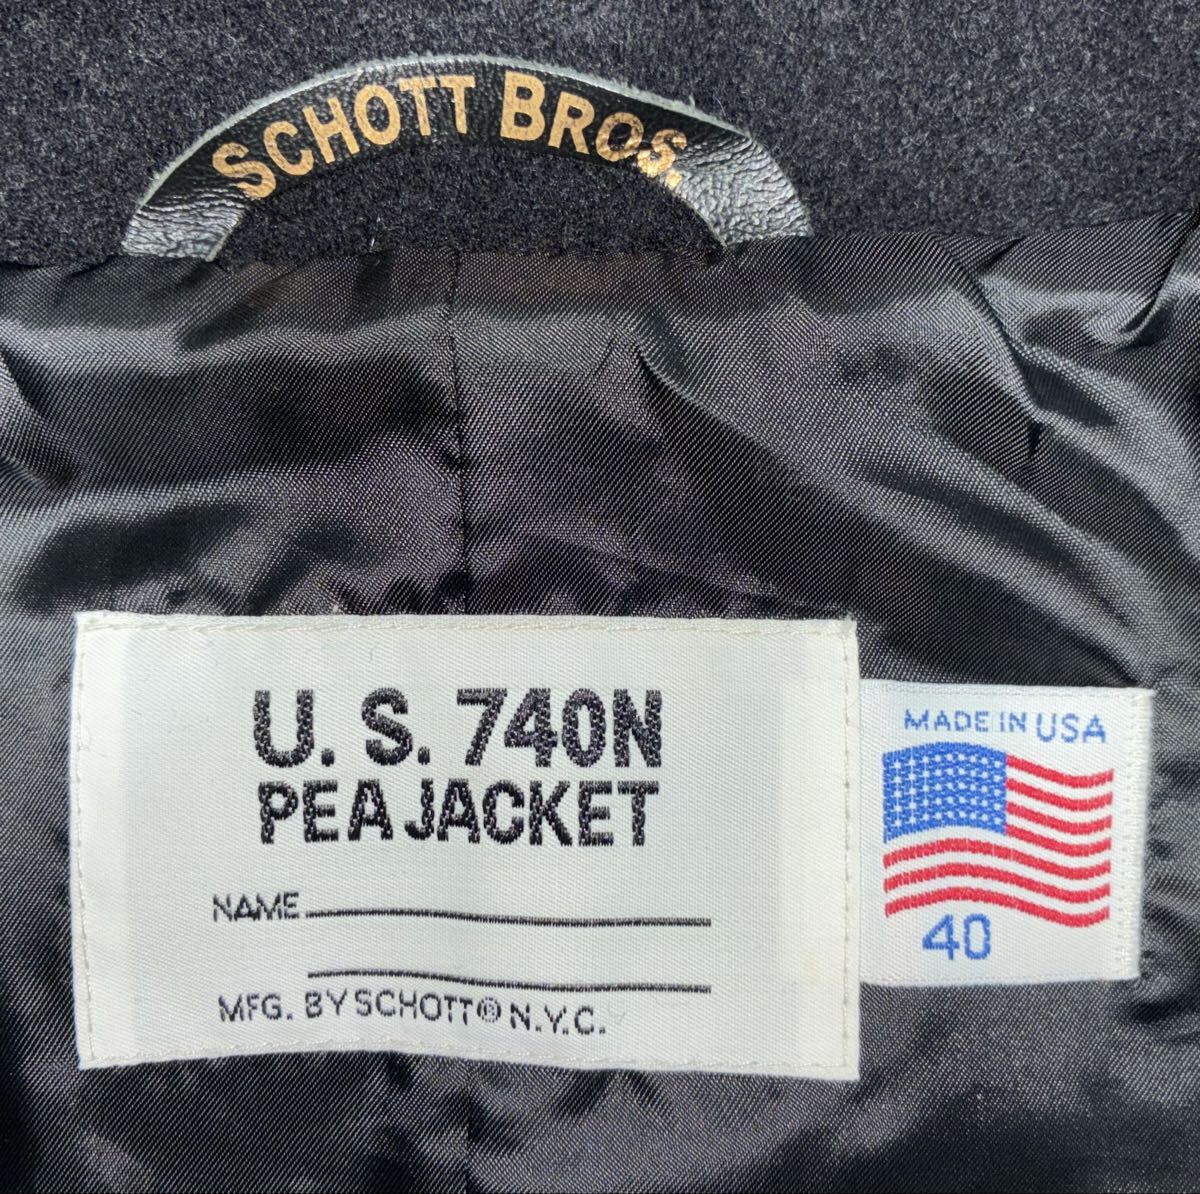 SCHOTT BROS.
U. S. 740N
PEA JACKET
NAME
MFG. BY SCHOTT® N.Y.C.
MADE IN USA
40